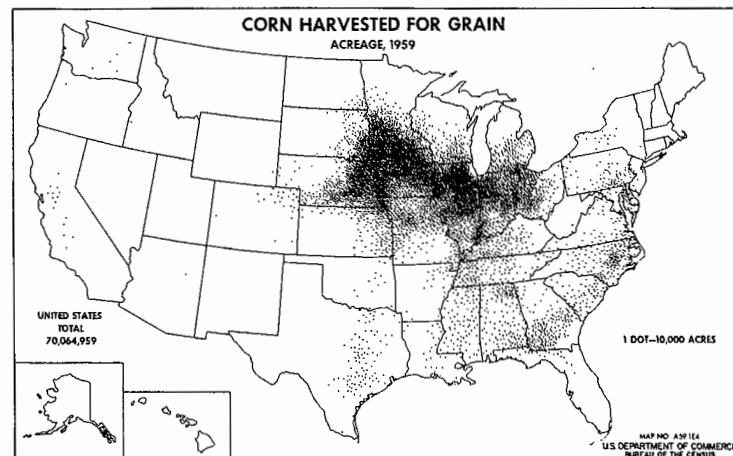 CORN HARVESTED FOR GRAIN
ACREAGE, 1959
UNITED STATES
TOTAL
70,064,959
1 DOT—10,000 ACRES
MAP NO. A59 1E4
U.S. DEPARTMENT OF COMMERCE
BUREAU OF THE CENSUS